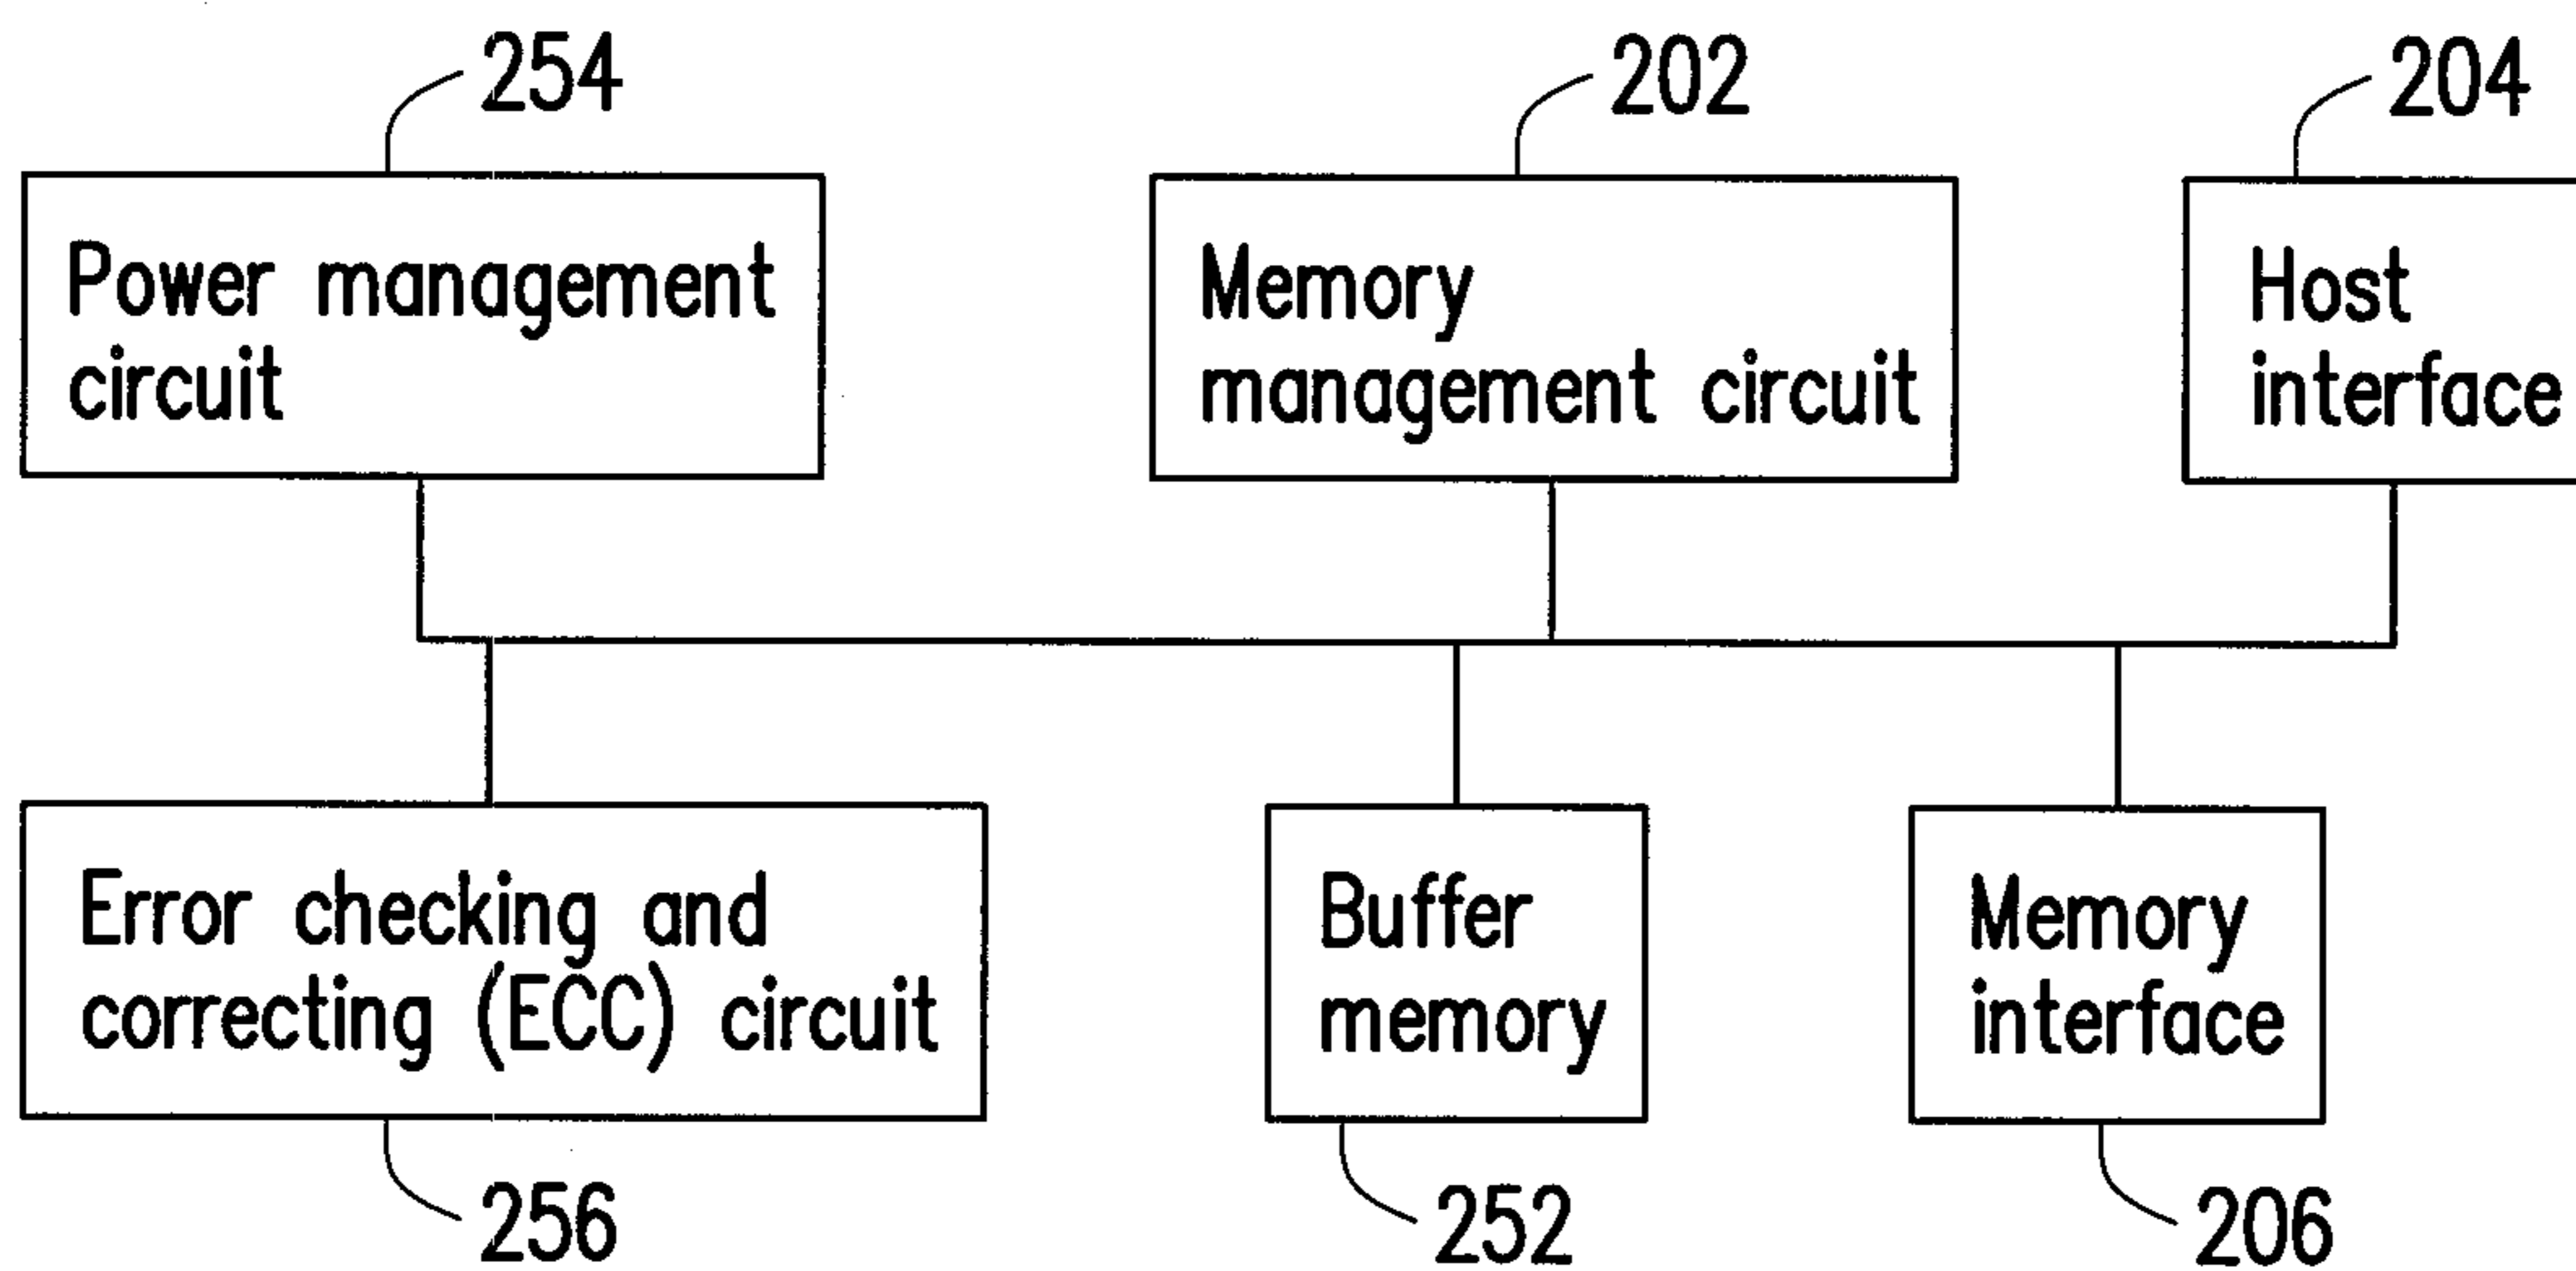 254
202
204
Power management
circuit
Memory
management circuit
Host
interface
Error checking and
correcting (ECC) circuit
Buffer
memory
Memory
interface
256
252
206